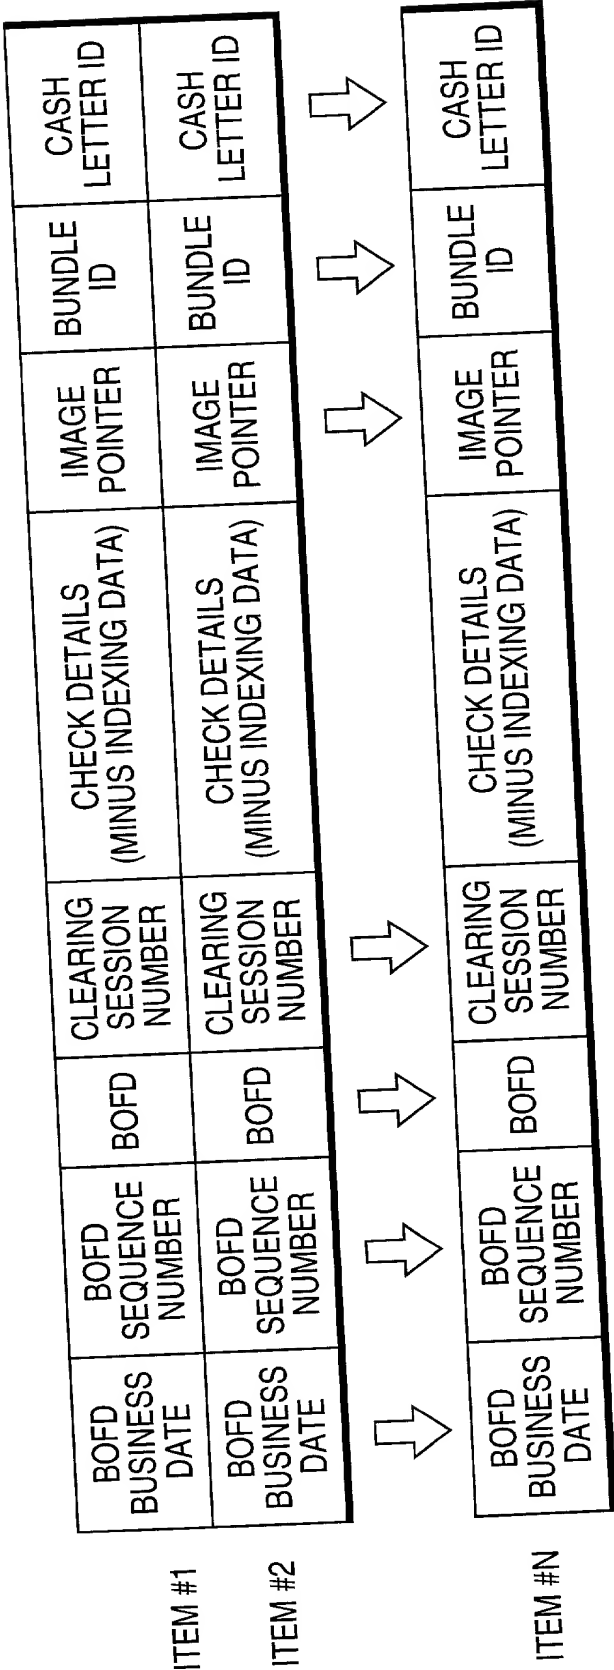 ITEM #1
BOFD
BUSINESS
DATE
BOFD
SEQUENCE
NUMBER
BOFD
CLEARING
SESSION
NUMBER
CHECK DETAILS
(MINUS INDEXING DATA)
IMAGE
POINTER
BUNDLE
ID
CASH
LETTER ID
ITEM #2
BOFD
BUSINESS
DATE
BOFD
SEQUENCE
NUMBER
BOFD
CLEARING
SESSION
NUMBER
CHECK DETAILS
(MINUS INDEXING DATA)
IMAGE
POINTER
BUNDLE
ID
CASH
LETTER ID
ITEM #N
BOFD
BUSINESS
DATE
BOFD
SEQUENCE
NUMBER
BOFD
CLEARING
SESSION
NUMBER
CHECK DETAILS
(MINUS INDEXING DATA)
IMAGE
POINTER
BUNDLE
ID
CASH
LETTER ID